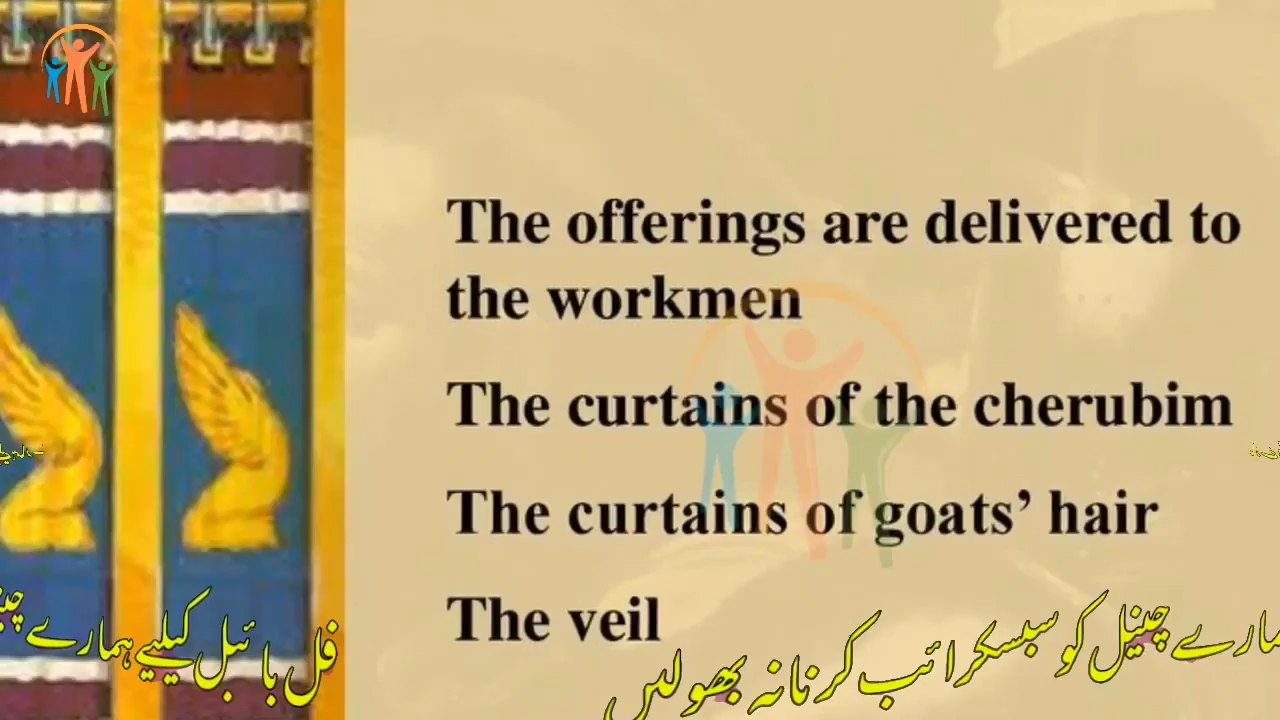 The offerings are delivered to
the workmen
The curtains of the cherubim
The curtains of goats’ hair
The veil
فل بائبل کیلیے ہمارے
ہمارے چینل کو سبسکرائب کرنا نہ بھولیں